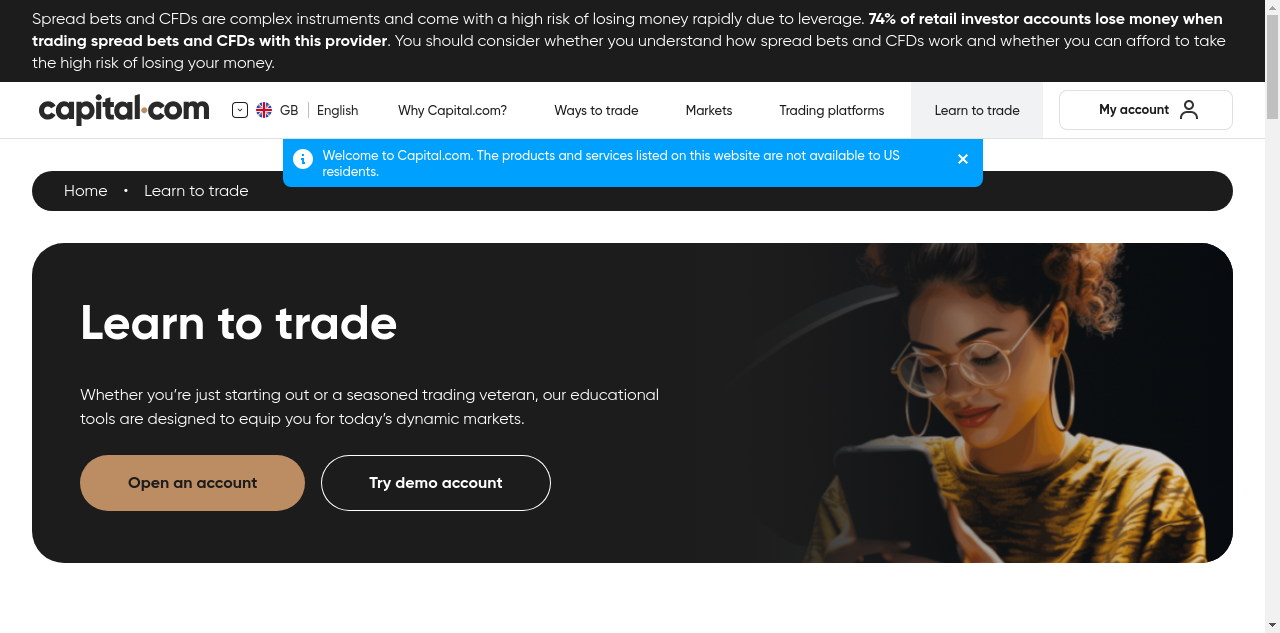 Spread bets and CFDs are complex instruments and come with a high risk of losing money rapidly due to leverage. 74% of retail investor accounts lose money when
trading spread bets and CFDs with this provider. You should consider whether you understand how spread bets and CFDs work and whether you can afford to take
the high risk of losing your money.
capital.com GB English Why Capital.com? Ways to trade Markets Trading platforms Learn to trade My account
Welcome to Capital.com. The products and services listed on this website are not available to US
residents.
Home • Learn to trade
Learn to trade
Whether you’re just starting out or a seasoned trading veteran, our educational
tools are designed to equip you for today’s dynamic markets.
Open an account Try demo account